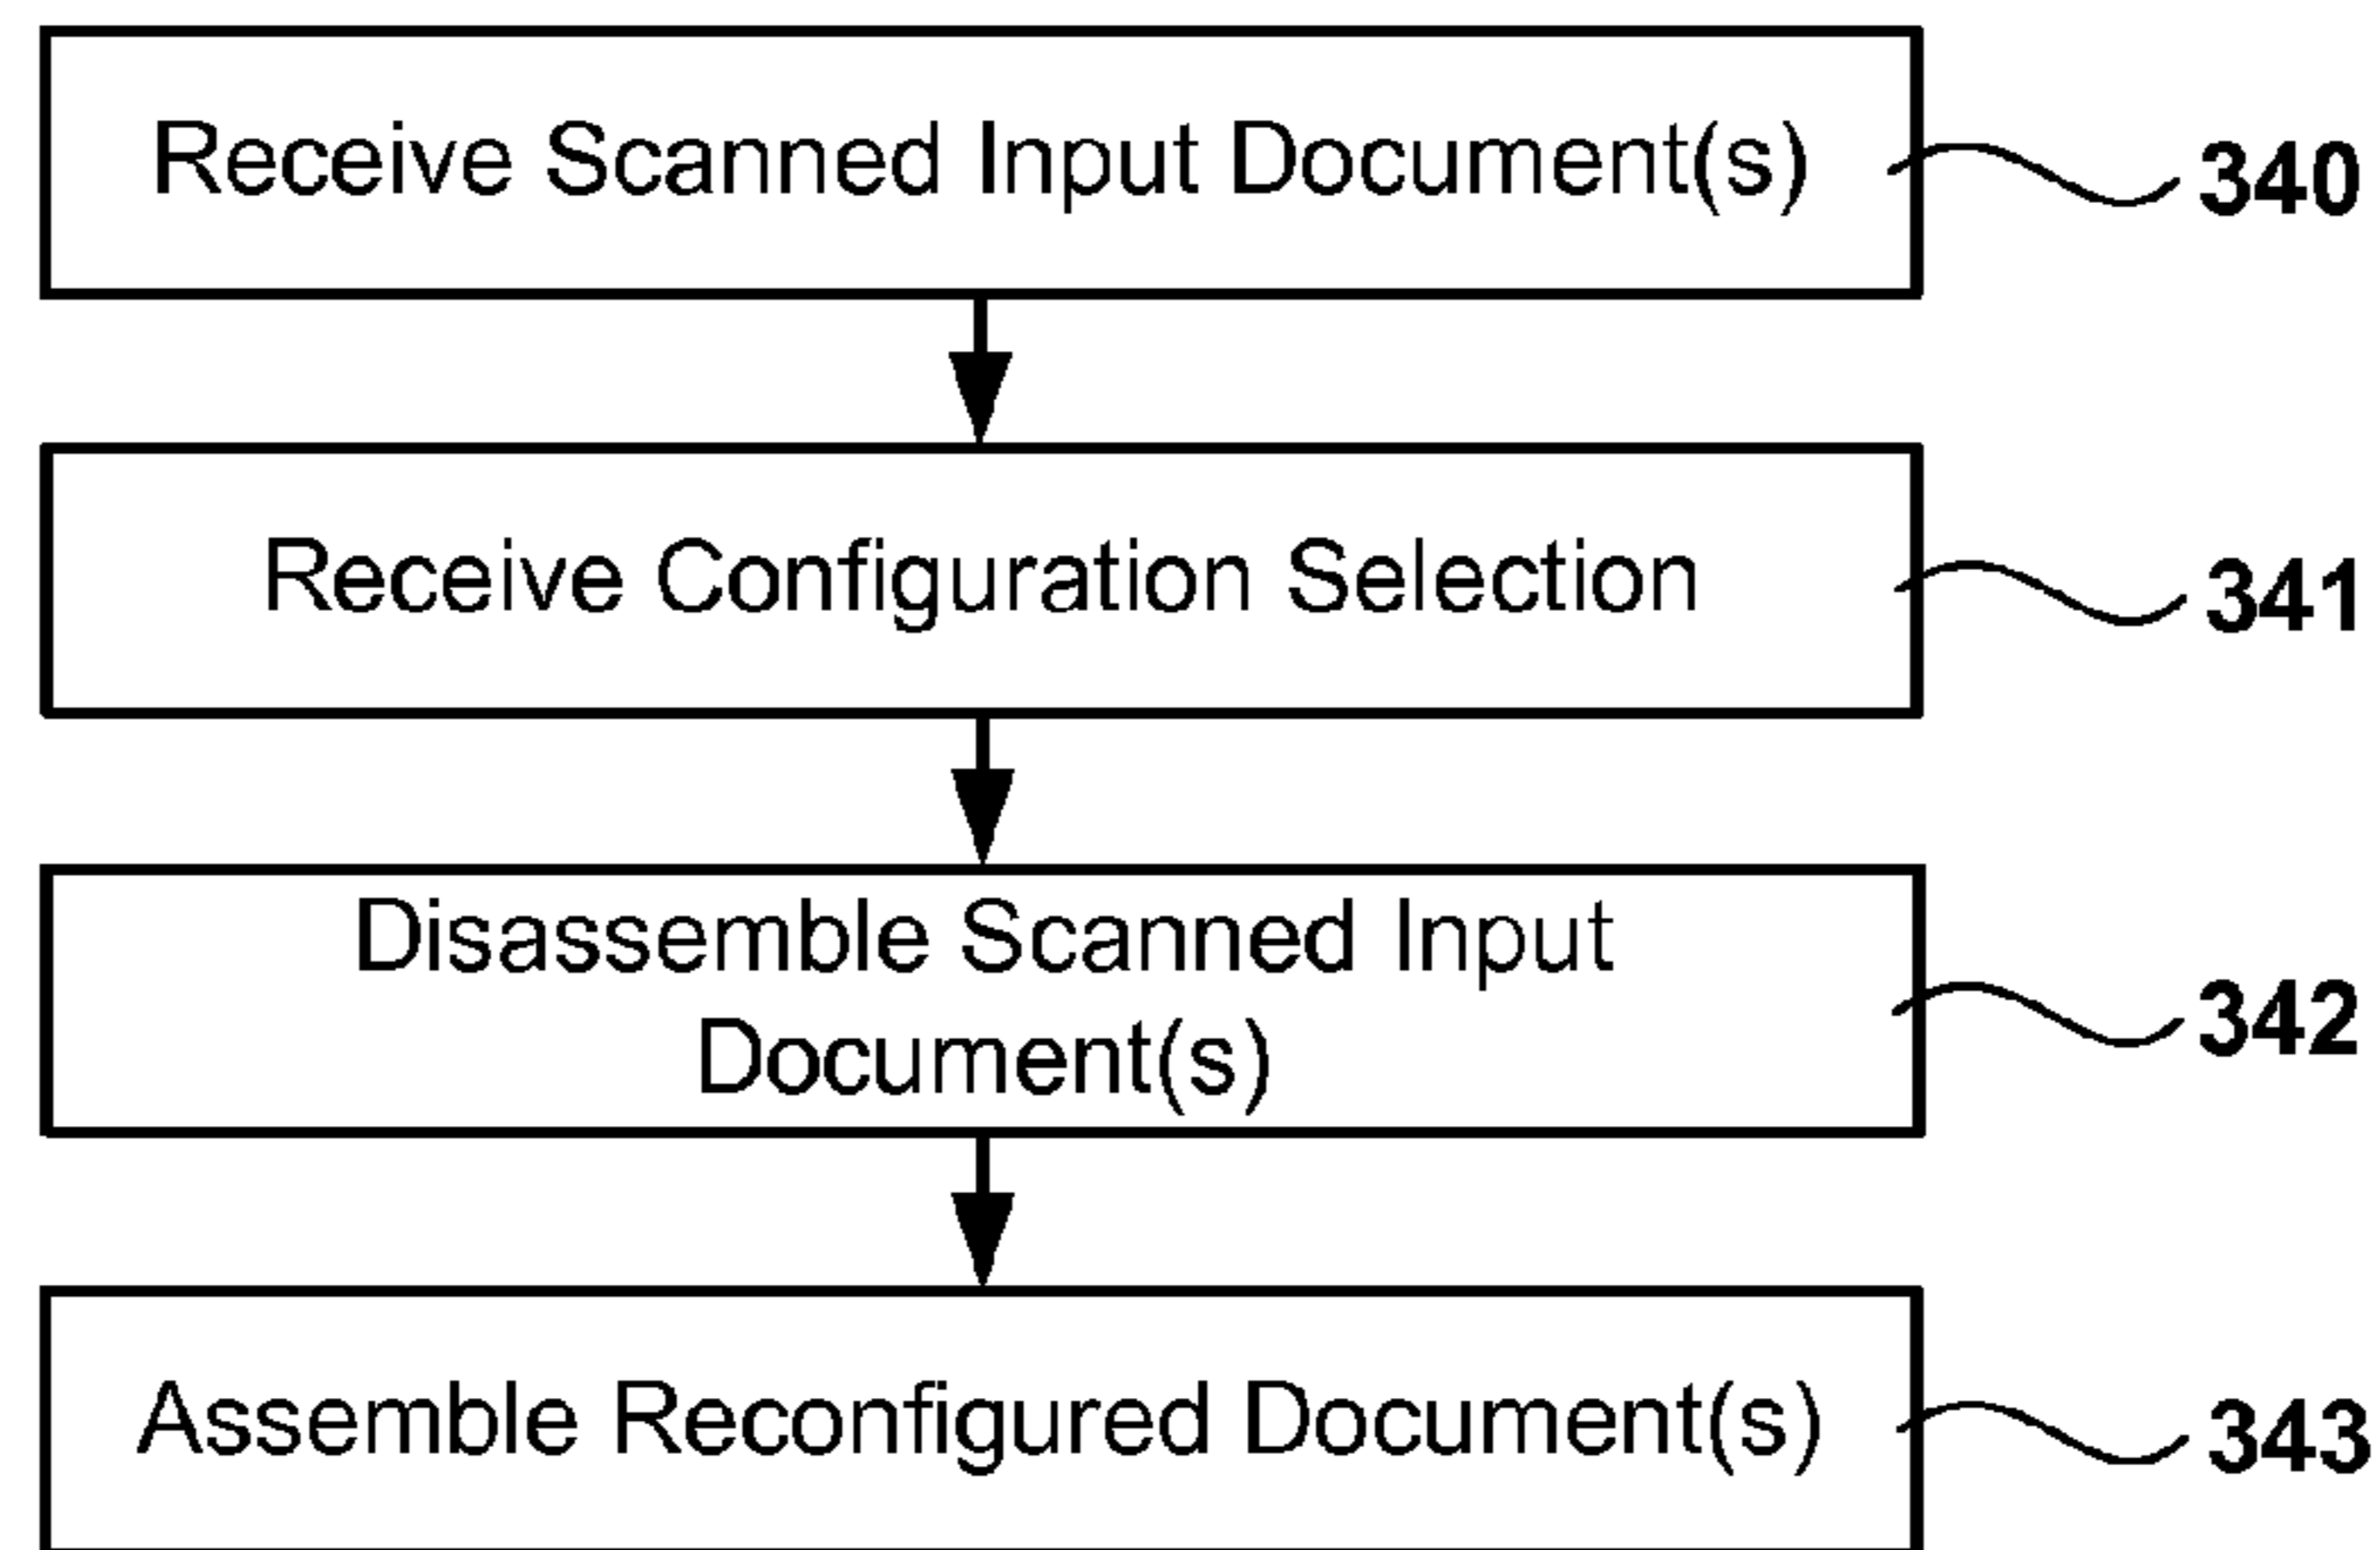 Receive Scanned Input Document(s)
340
Receive Configuration Selection
341
Disassemble Scanned Input
Document(s)
342
Assemble Reconfigured Document(s)
343